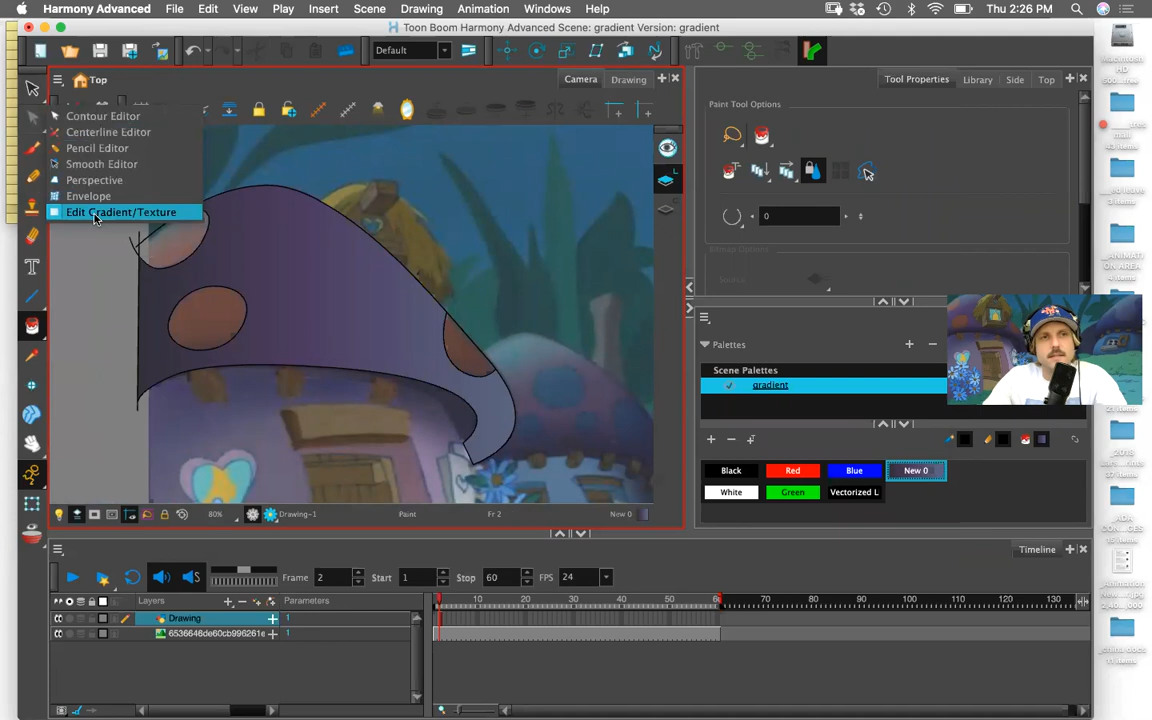 Harmony Advanced File Edit View Play Insert Scene Drawing Animation Windows Help Thu 2:26 PM
Toon Boom Harmony Advanced Scene: gradient Version: gradient
Default
Top Camera Drawing Tool Properties Library Side Top
Paint Tool Options
Contour Editor
Centerline Editor
Pencil Editor
Smooth Editor
Perspective
Envelope
Edit Gradient/Texture
0
Palettes
Scene Palettes
gradient
Black Red Blue New 0
White Green Vectorized L
80% Drawing-1 Paint Fr 2 New 0
Timeline
Frame 2 Start 1 Stop 60 FPS 24
Layers Parameters
10 20 30 40 50 60 70 80 90 100 110 120 130
Drawing 1
6536646de60cb996261e 1